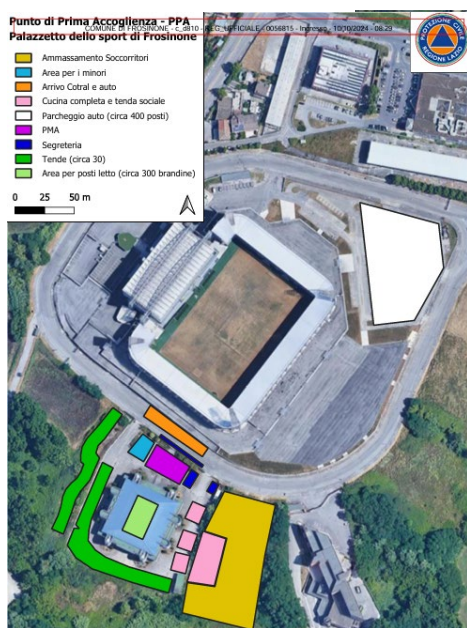 Punto di Prima Accoglienza - PPA
COMUNE DI FROSINONE - c_d810 - REG_UFFICIALE - 0056815 - Ingresso - 10/10/2024 - 08:29
Palazzetto dello sport di Frosinone
Ammassamento Soccorritori
Area per i minori
Arrivo Cotral e auto
Cucina completa e tenda sociale
Parcheggio auto (circa 400 posti)
PMA
Segreteria
Tende (circa 30)
Area per posti letto (circa 300 brandine)
0 25 50 m
PROTEZIONE CIVILE
REGIONE LAZIO